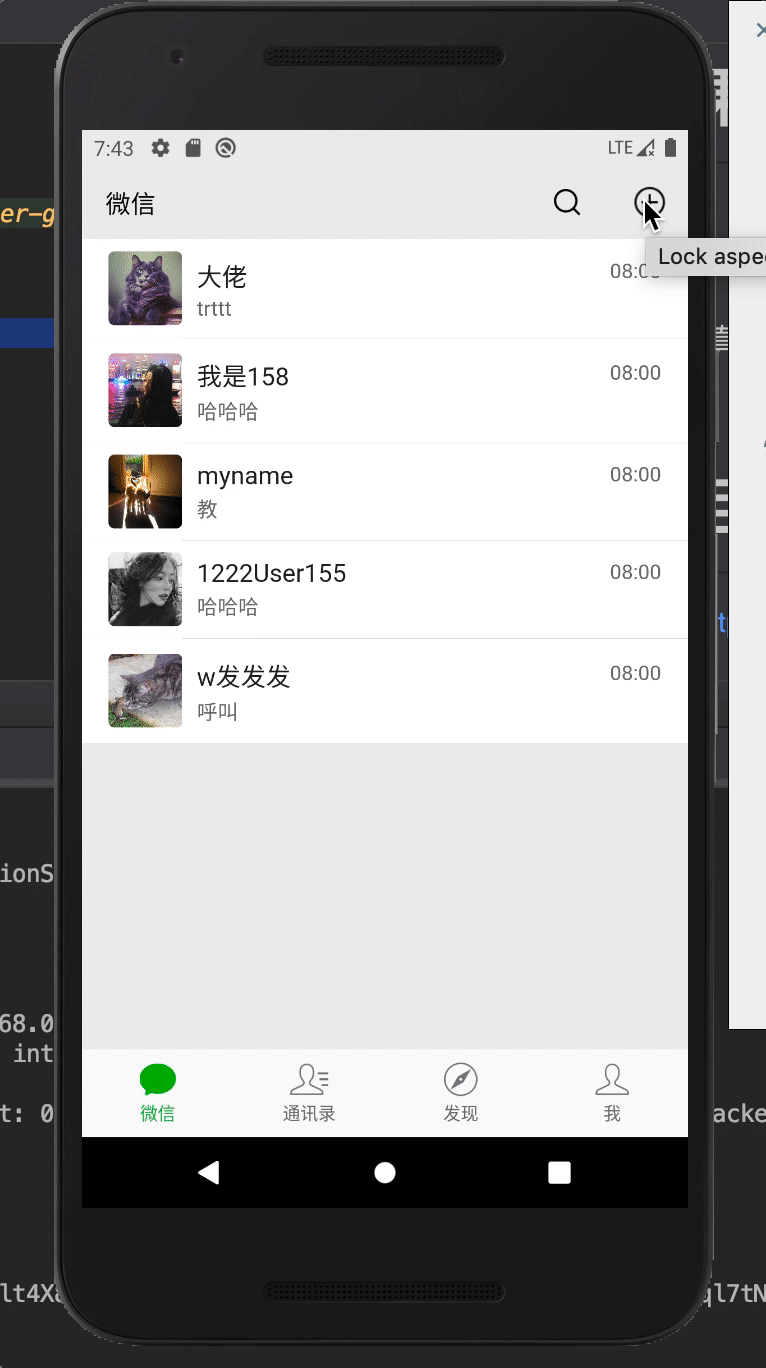 7:43
LTE
微信
Lock aspe
大佬
08:00
trttt
我是158
08:00
哈哈哈
myname
08:00
教
1222User155
08:00
哈哈哈
w发发发
08:00
呼叫
微信
通讯录
发现
我
er-g
ionS
68.0
int
t: 0
acke
lt4X
ql7tN